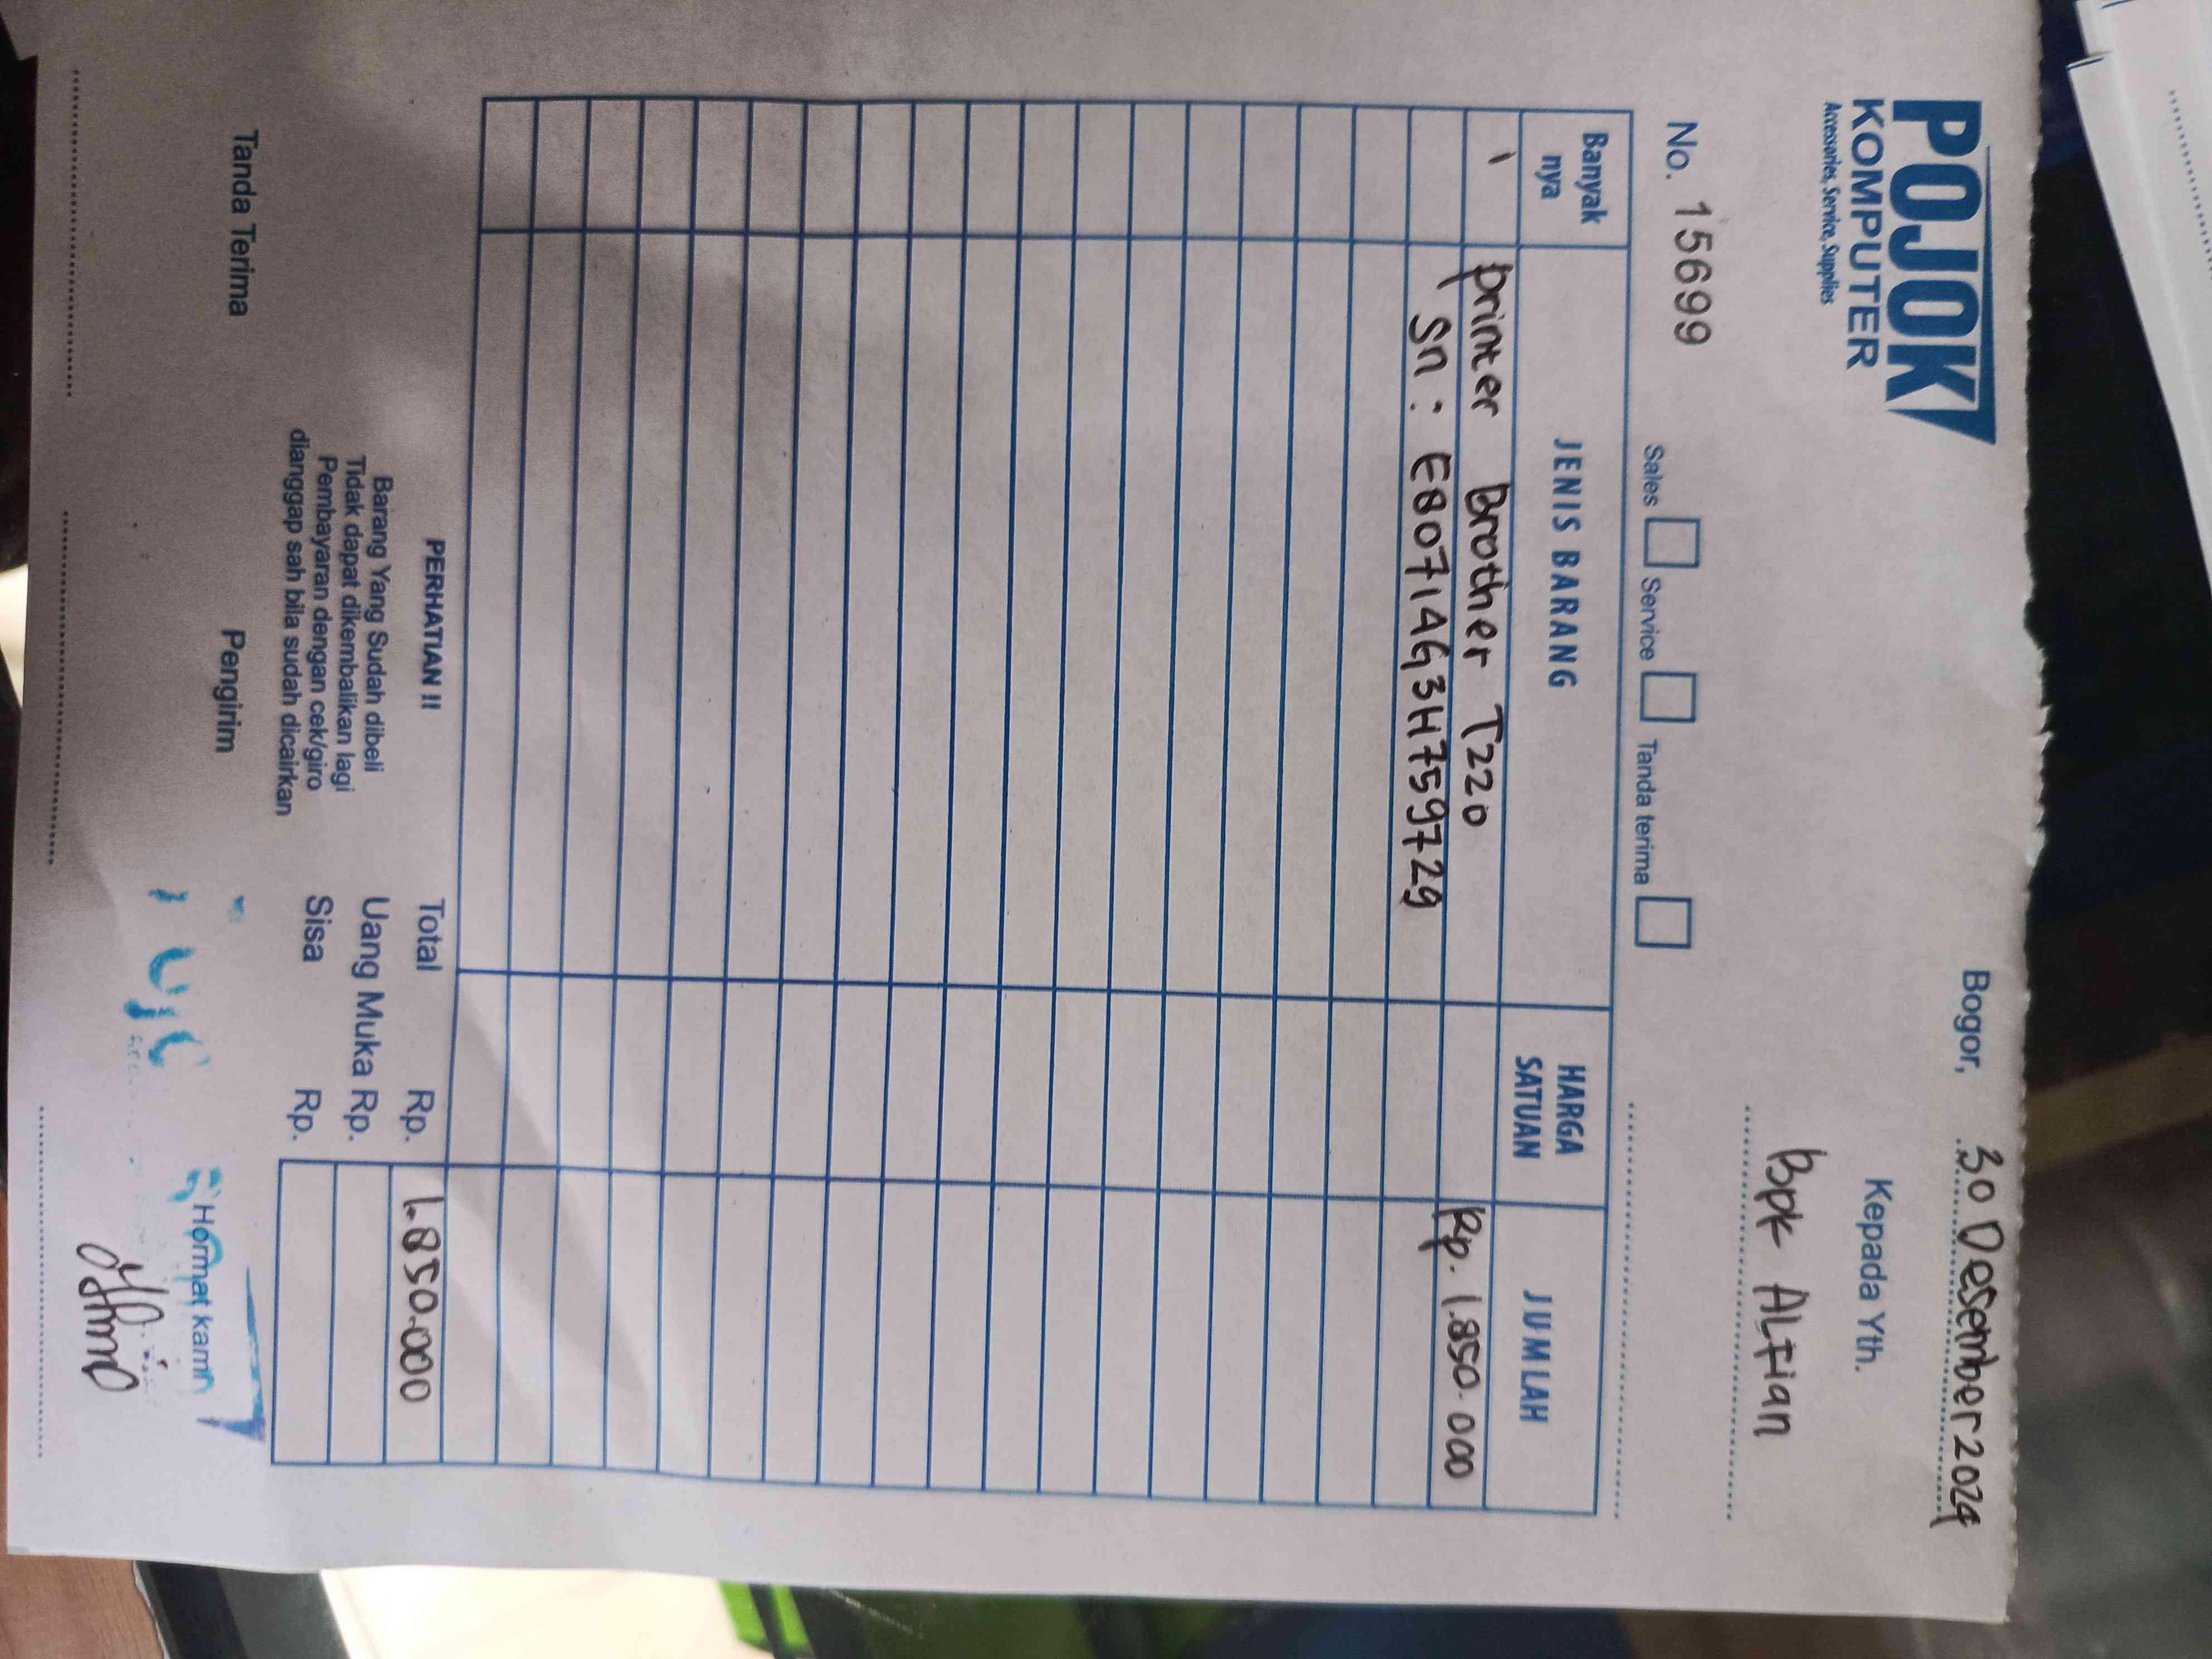 POJOK
KOMPUTER
Accessories, Service, Supplies
Bogor, 30 Desember 2024
Kepada Yth.
Bpk ALFian
No. 15699
Sales Service Tanda terima
Banyak nya JENIS BARANG HARGA SATUAN JUMLAH
1 printer Brother T220 Rp. 1.850.000
Sn : E80714G3H759729
PERHATIAN !!
Barang Yang Sudah dibeli
Tidak dapat dikembalikan lagi
Pembayaran dengan cek/giro
dianggap sah bila sudah dicairkan
Total Rp. 1.850.000
Uang Muka Rp.
Sisa Rp.
Tanda Terima Pengirim Hormat kami